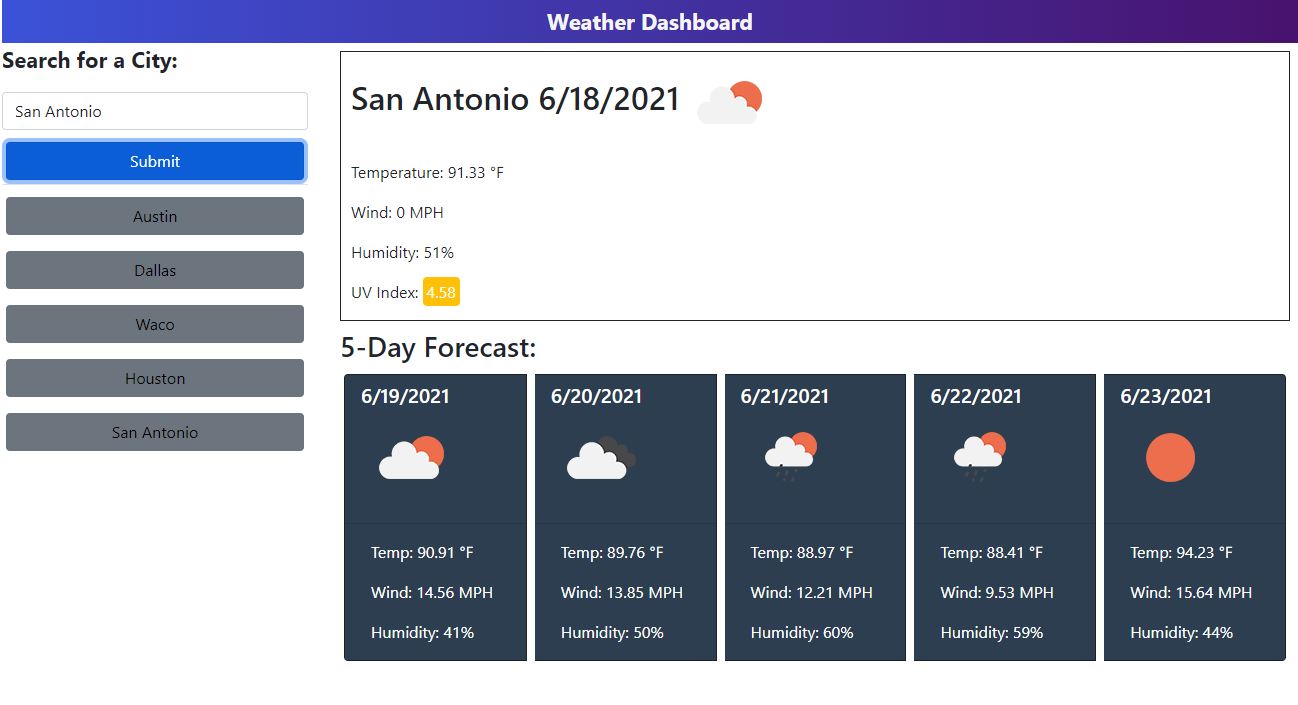 Weather Dashboard
Search for a City:
San Antonio
Submit
Austin
Dallas
Waco
Houston
San Antonio
San Antonio 6/18/2021
Temperature: 91.33 °F
Wind: 0 MPH
Humidity: 51%
UV Index: 4.58
5-Day Forecast:
6/19/2021
Temp: 90.91 °F
Wind: 14.56 MPH
Humidity: 41%
6/20/2021
Temp: 89.76 °F
Wind: 13.85 MPH
Humidity: 50%
6/21/2021
Temp: 88.97 °F
Wind: 12.21 MPH
Humidity: 60%
6/22/2021
Temp: 88.41 °F
Wind: 9.53 MPH
Humidity: 59%
6/23/2021
Temp: 94.23 °F
Wind: 15.64 MPH
Humidity: 44%